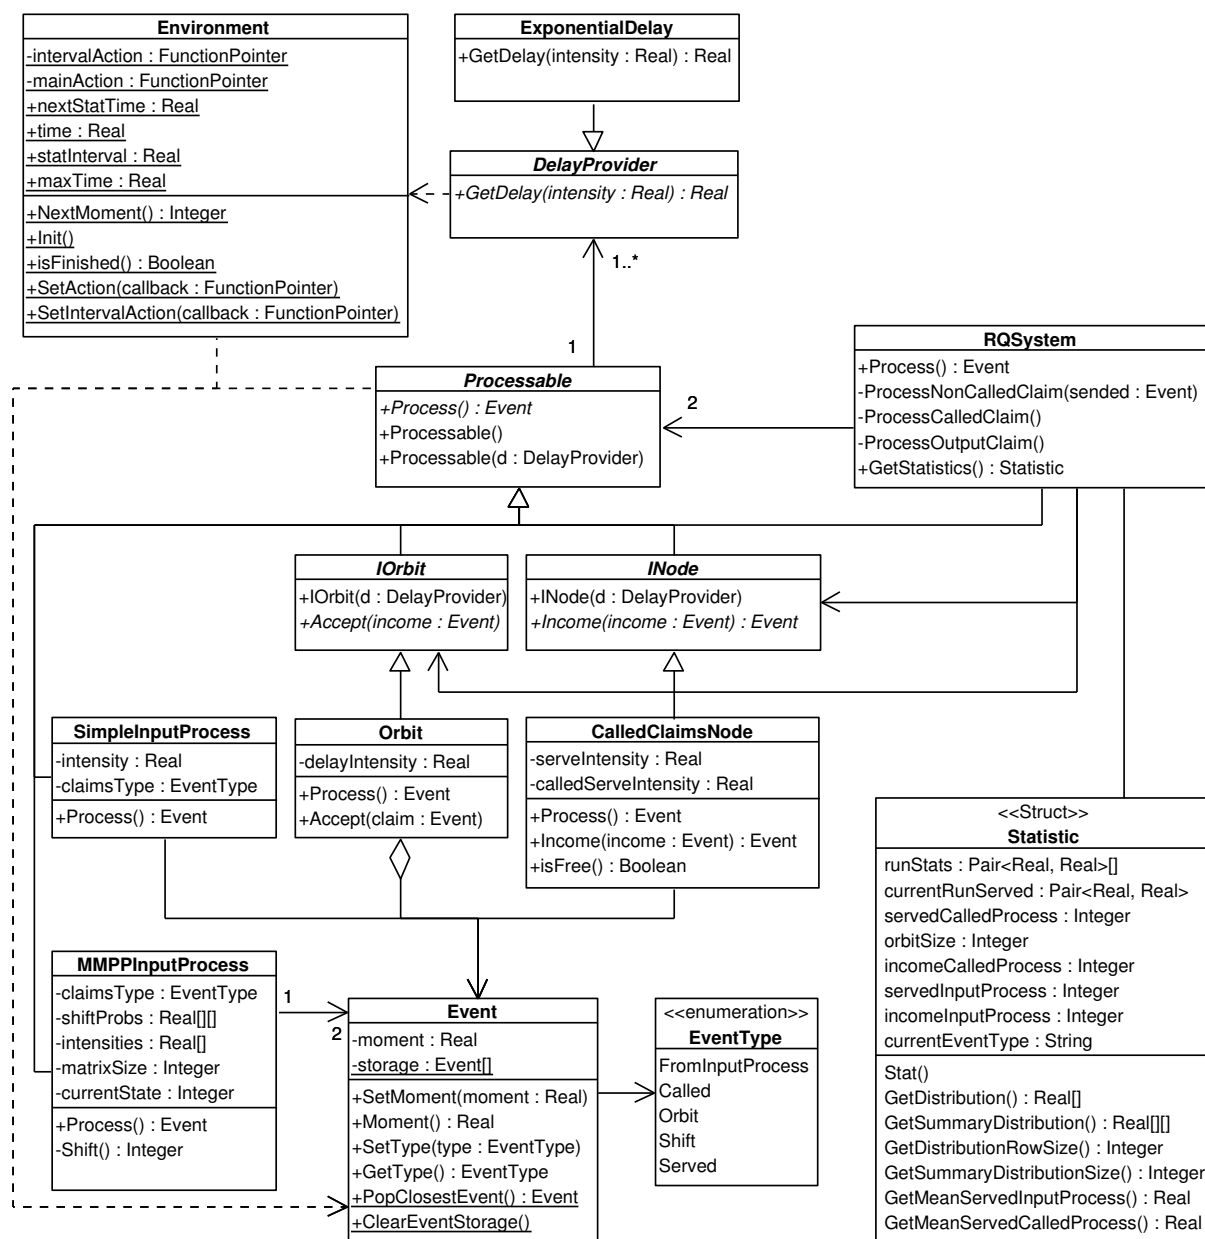 Environment
-intervalAction : FunctionPointer
-mainAction : FunctionPointer
+nextStatTime : Real
+time : Real
+statInterval : Real
+maxTime : Real
+NextMoment() : Integer
+Init()
+isFinished() : Boolean
+SetAction(callback : FunctionPointer)
+SetIntervalAction(callback : FunctionPointer)
ExponentialDelay
+GetDelay(intensity : Real) : Real
DelayProvider
+GetDelay(intensity : Real) : Real
1..*
1
Processable
+Process() : Event
+Processable()
+Processable(d : DelayProvider)
2
RQSystem
+Process() : Event
-ProcessNonCalledClaim(sended : Event)
-ProcessCalledClaim()
-ProcessOutputClaim()
+GetStatistics() : Statistic
IOrbit
+IOrbit(d : DelayProvider)
+Accept(income : Event)
INode
+INode(d : DelayProvider)
+Income(income : Event) : Event
SimpleInputProcess
-intensity : Real
-claimsType : EventType
+Process() : Event
Orbit
-delayIntensity : Real
+Process() : Event
+Accept(claim : Event)
CalledClaimsNode
-serveIntensity : Real
-calledServeIntensity : Real
+Process() : Event
+Income(income : Event) : Event
+isFree() : Boolean
<<Struct>>
Statistic
runStats : Pair<Real, Real>[]
currentRunServed : Pair<Real, Real>
servedCalledProcess : Integer
orbitSize : Integer
incomeCalledProcess : Integer
servedInputProcess : Integer
incomeInputProcess : Integer
currentEventType : String
Stat()
GetDistribution() : Real[]
GetSummaryDistribution() : Real[][]
GetDistributionRowSize() : Integer
GetSummaryDistributionSize() : Integer
GetMeanServedInputProcess() : Real
GetMeanServedCalledProcess() : Real
MMPPInputProcess
-claimsType : EventType
-shiftProbs : Real[][]
-intensities : Real[]
-matrixSize : Integer
-currentState : Integer
+Process() : Event
-Shift() : Integer
1
2
Event
-moment : Real
-storage : Event[]
+SetMoment(moment : Real)
+Moment() : Real
+SetType(type : EventType)
+GetType() : EventType
+PopClosestEvent() : Event
+ClearEventStorage()
<<enumeration>>
EventType
FromInputProcess
Called
Orbit
Shift
Served